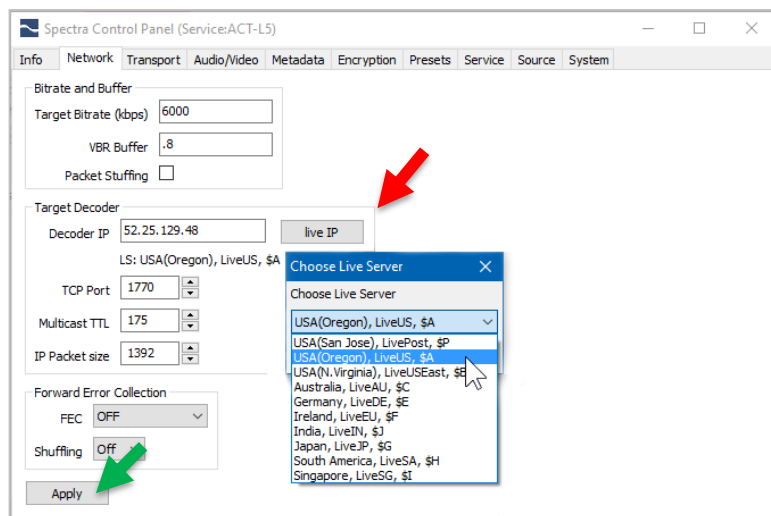 Spectra Control Panel (Service:ACT-L5)
Info Network Transport Audio/Video Metadata Encryption Presets Service Source System
Bitrate and Buffer
Target Bitrate (kbps) 6000
VBR Buffer .8
Packet Stuffing
Target Decoder
Decoder IP 52.25.129.48 live IP
LS: USA(Oregon), LiveUS, $A
TCP Port 1770
Multicast TTL 175
IP Packet size 1392
Forward Error Collection
FEC OFF
Shuffling Off
Apply
Choose Live Server
Choose Live Server
USA(Oregon), LiveUS, $A
USA(San Jose), LivePost, $P
USA(Oregon), LiveUS, $A
USA(N.Virginia), LiveUSEast, $B
Australia, LiveAU, $C
Germany, LiveDE, $E
Ireland, LiveEU, $F
India, LiveIN, $J
Japan, LiveJP, $G
South America, LiveSA, $H
Singapore, LiveSG, $I